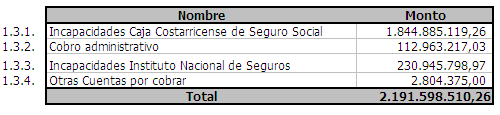 Nombre Monto
1.3.1. Incapacidades Caja Costarricense de Seguro Social 1.844.885.119,26
1.3.2. Cobro administrativo 112.963.217,03
1.3.3. Incapacidades Instituto Nacional de Seguros 230.945.798,97
1.3.4. Otras Cuentas por cobrar 2.804.375,00
Total 2.191.598.510,26